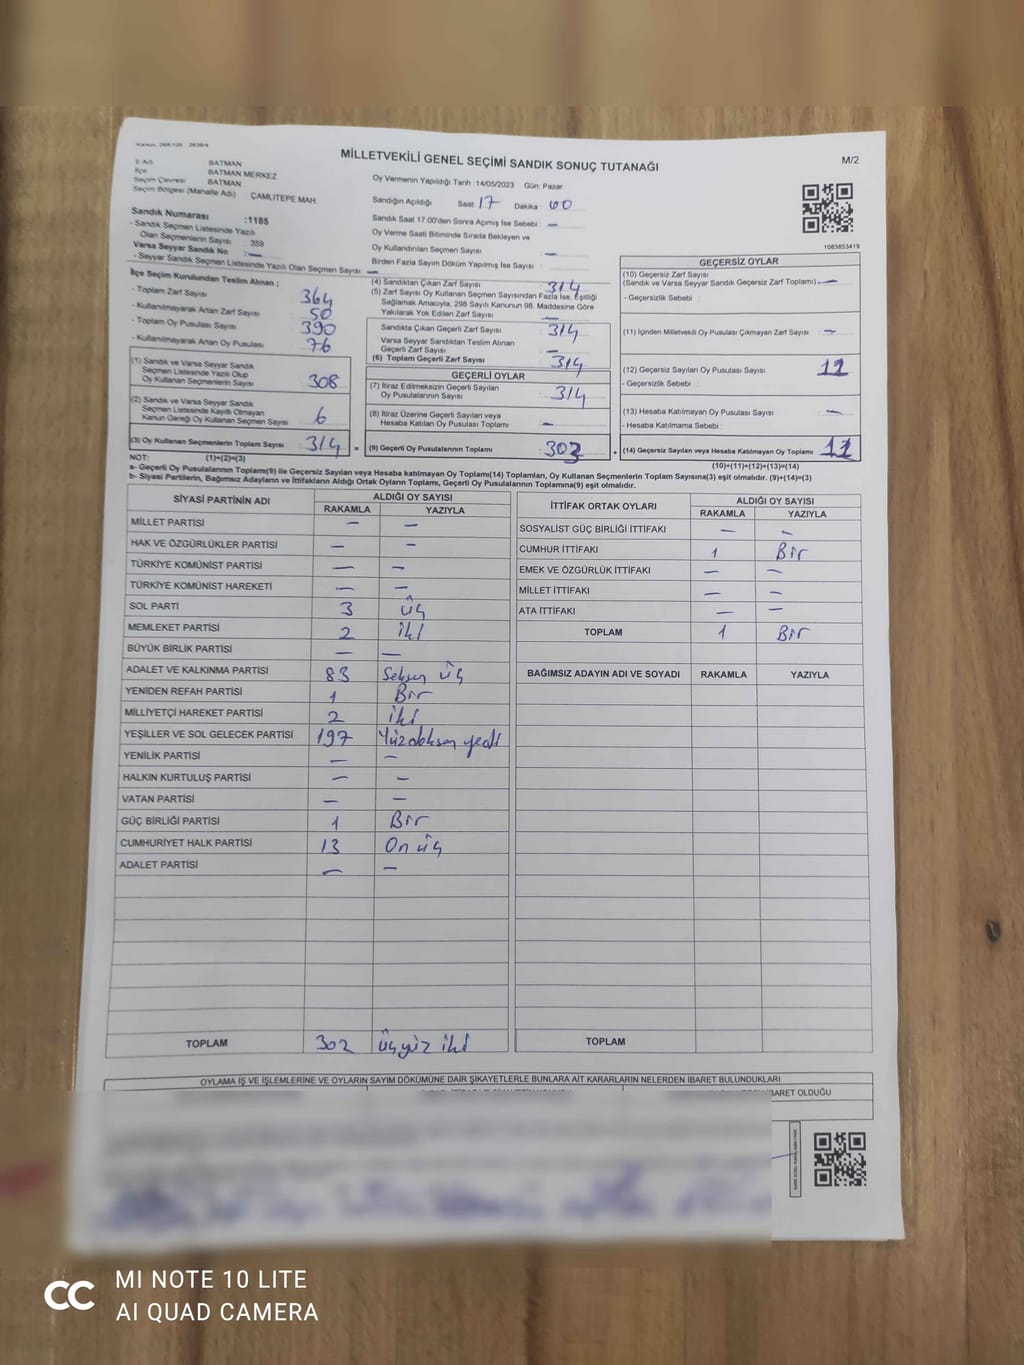 MİLLETVEKİLİ GENEL SEÇİMİ SANDIK SONUÇ TUTANAĞI
M/2
İl Adı BATMAN
İlçe BATMAN MERKEZ
Seçim Çevresi BATMAN
Seçim Bölgesi (Mahalle Adı) ÇAMLITEPE MAH.
Sandık Numarası :1185
- Sandık Seçmen Listesinde Yazılı
Olan Seçmenlerin Sayısı : 359
Varsa Seyyar Sandık No : —
- Seyyar Sandık Seçmen Listesinde Yazılı Olan Seçmen Sayısı : —
Oy Vermenin Yapıldığı Tarih :14/05/2023 Gün: Pazar
Sandığın Açıldığı Saat : 17 Dakika : 00
Sandık Saat 17.00'den Sonra Açılmış İse Sebebi : —
Oy Verme Saati Bitiminde Sırada Bekleyen ve
Oy Kullandırılan Seçmen Sayısı : —
Birden Fazla Sayım Döküm Yapılmış İse Sayısı : —
1083853419
İlçe Seçim Kurulundan Teslim Alınan ;
- Toplam Zarf Sayısı : 364
- Kullanılmayarak Artan Zarf Sayısı : 50
- Toplam Oy Pusulası Sayısı : 390
- Kullanılmayarak Artan Oy Pusulası : 76
(1) Sandık ve Varsa Seyyar Sandık
Seçmen Listesinde Yazılı Olup
Oy Kullanan Seçmenlerin Sayısı : 308
(2) Sandık ve Varsa Seyyar Sandık
Seçmen Listesinde Kayıtlı Olmayan
Kanun Gereği Oy Kullanan Seçmen Sayısı : 6
(3) Oy Kullanan Seçmenlerin Toplam Sayısı : 314
(4) Sandıktan Çıkan Zarf Sayısı : 314
(5) Zarf Sayısı Oy Kullanan Seçmen Sayısından Fazla İse, Eşitliği
Sağlamak Amacıyla; 298 Sayılı Kanunun 98. Maddesine Göre
Yakılarak Yok Edilen Zarf Sayısı : —
Sandıkta Çıkan Geçerli Zarf Sayısı : 314
Varsa Seyyar Sandıktan Teslim Alınan
Geçerli Zarf Sayısı : —
(6) Toplam Geçerli Zarf Sayısı : 314
GEÇERLİ OYLAR
(7) İtiraz Edilmeksizin Geçerli Sayılan
Oy Pusulalarının Sayısı : 314
(8) İtiraz Üzerine Geçerli Sayılan veya
Hesaba Katılan Oy Pusulası Toplamı : —
= (9) Geçerli Oy Pusulalarının Toplamı : 303
GEÇERSİZ OYLAR
(10) Geçersiz Zarf Sayısı
(Sandık ve Varsa Seyyar Sandık Geçersiz Zarf Toplamı) : —
- Geçersizlik Sebebi :
(11) İçinden Milletvekili Oy Pusulası Çıkmayan Zarf Sayısı : —
(12) Geçersiz Sayılan Oy Pusulası Sayısı : 11
- Geçersizlik Sebebi :
(13) Hesaba Katılmayan Oy Pusulası Sayısı : —
- Hesaba Katılmama Sebebi :
+ (14) Geçersiz Sayılan veya Hesaba Katılmayan Oy Toplamı : 11
NOT: (1)+(2)=(3) (10)+(11)+(12)+(13)=(14)
a- Geçerli Oy Pusulalarının Toplamı(9) ile Geçersiz Sayılan veya Hesaba katılmayan Oy Toplamı(14) Toplamları, Oy Kullanan Seçmenlerin Toplam Sayısına(3) eşit olmalıdır. (9)+(14)=(3)
b- Siyasi Partilerin, Bağımsız Adayların ve İttifakların Aldığı Ortak Oyların Toplamı, Geçerli Oy Pusulalarının Toplamına(9) eşit olmalıdır.
SİYASİ PARTİNİN ADI ALDIĞI OY SAYISI
RAKAMLA YAZIYLA
MİLLET PARTİSİ — —
HAK VE ÖZGÜRLÜKLER PARTİSİ — —
TÜRKİYE KOMÜNİST PARTİSİ — —
TÜRKİYE KOMÜNİST HAREKETİ — —
SOL PARTİ 3 üç
MEMLEKET PARTİSİ 2 iki
BÜYÜK BİRLİK PARTİSİ — —
ADALET VE KALKINMA PARTİSİ 83 Seksen üç
YENİDEN REFAH PARTİSİ 1 Bir
MİLLİYETÇİ HAREKET PARTİSİ 2 iki
YEŞİLLER VE SOL GELECEK PARTİSİ 197 Yüzdoksan yedi
YENİLİK PARTİSİ — —
HALKIN KURTULUŞ PARTİSİ — —
VATAN PARTİSİ — —
GÜÇ BİRLİĞİ PARTİSİ 1 Bir
CUMHURİYET HALK PARTİSİ 13 On üç
ADALET PARTİSİ — —
TOPLAM 302 üçyüz iki
İTTİFAK ORTAK OYLARI ALDIĞI OY SAYISI
RAKAMLA YAZIYLA
SOSYALİST GÜÇ BİRLİĞİ İTTİFAKI — —
CUMHUR İTTİFAKI 1 Bir
EMEK VE ÖZGÜRLÜK İTTİFAKI — —
MİLLET İTTİFAKI — —
ATA İTTİFAKI — —
TOPLAM 1 Bir
BAĞIMSIZ ADAYIN ADI VE SOYADI RAKAMLA YAZIYLA
TOPLAM
OYLAMA İŞ VE İŞLEMLERİNE VE OYLARIN SAYIM DÖKÜMÜNE DAİR ŞİKAYETLERLE BUNLARA AİT KARARLARIN NELERDEN İBARET BULUNDUKLARI
İBARET OLDUĞU
MI NOTE 10 LITE
AI QUAD CAMERA